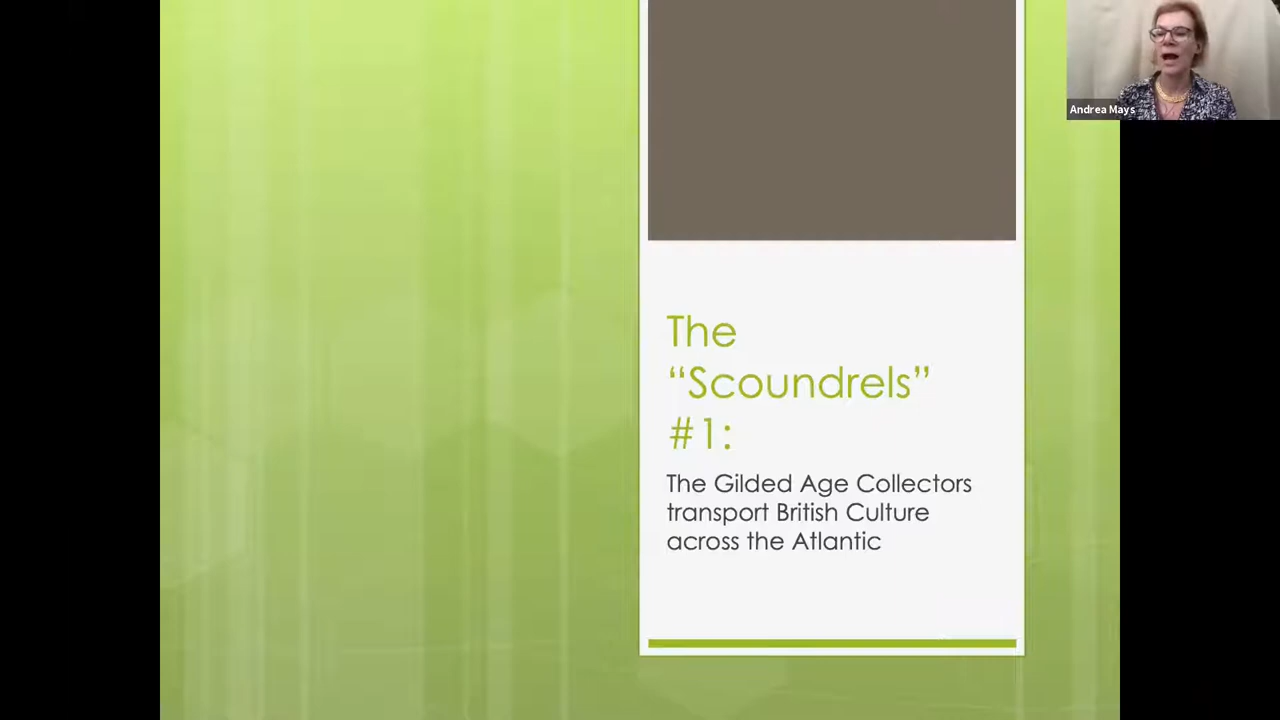 Andrea Mays
The
“Scoundrels”
#1:
The Gilded Age Collectors
transport British Culture
across the Atlantic